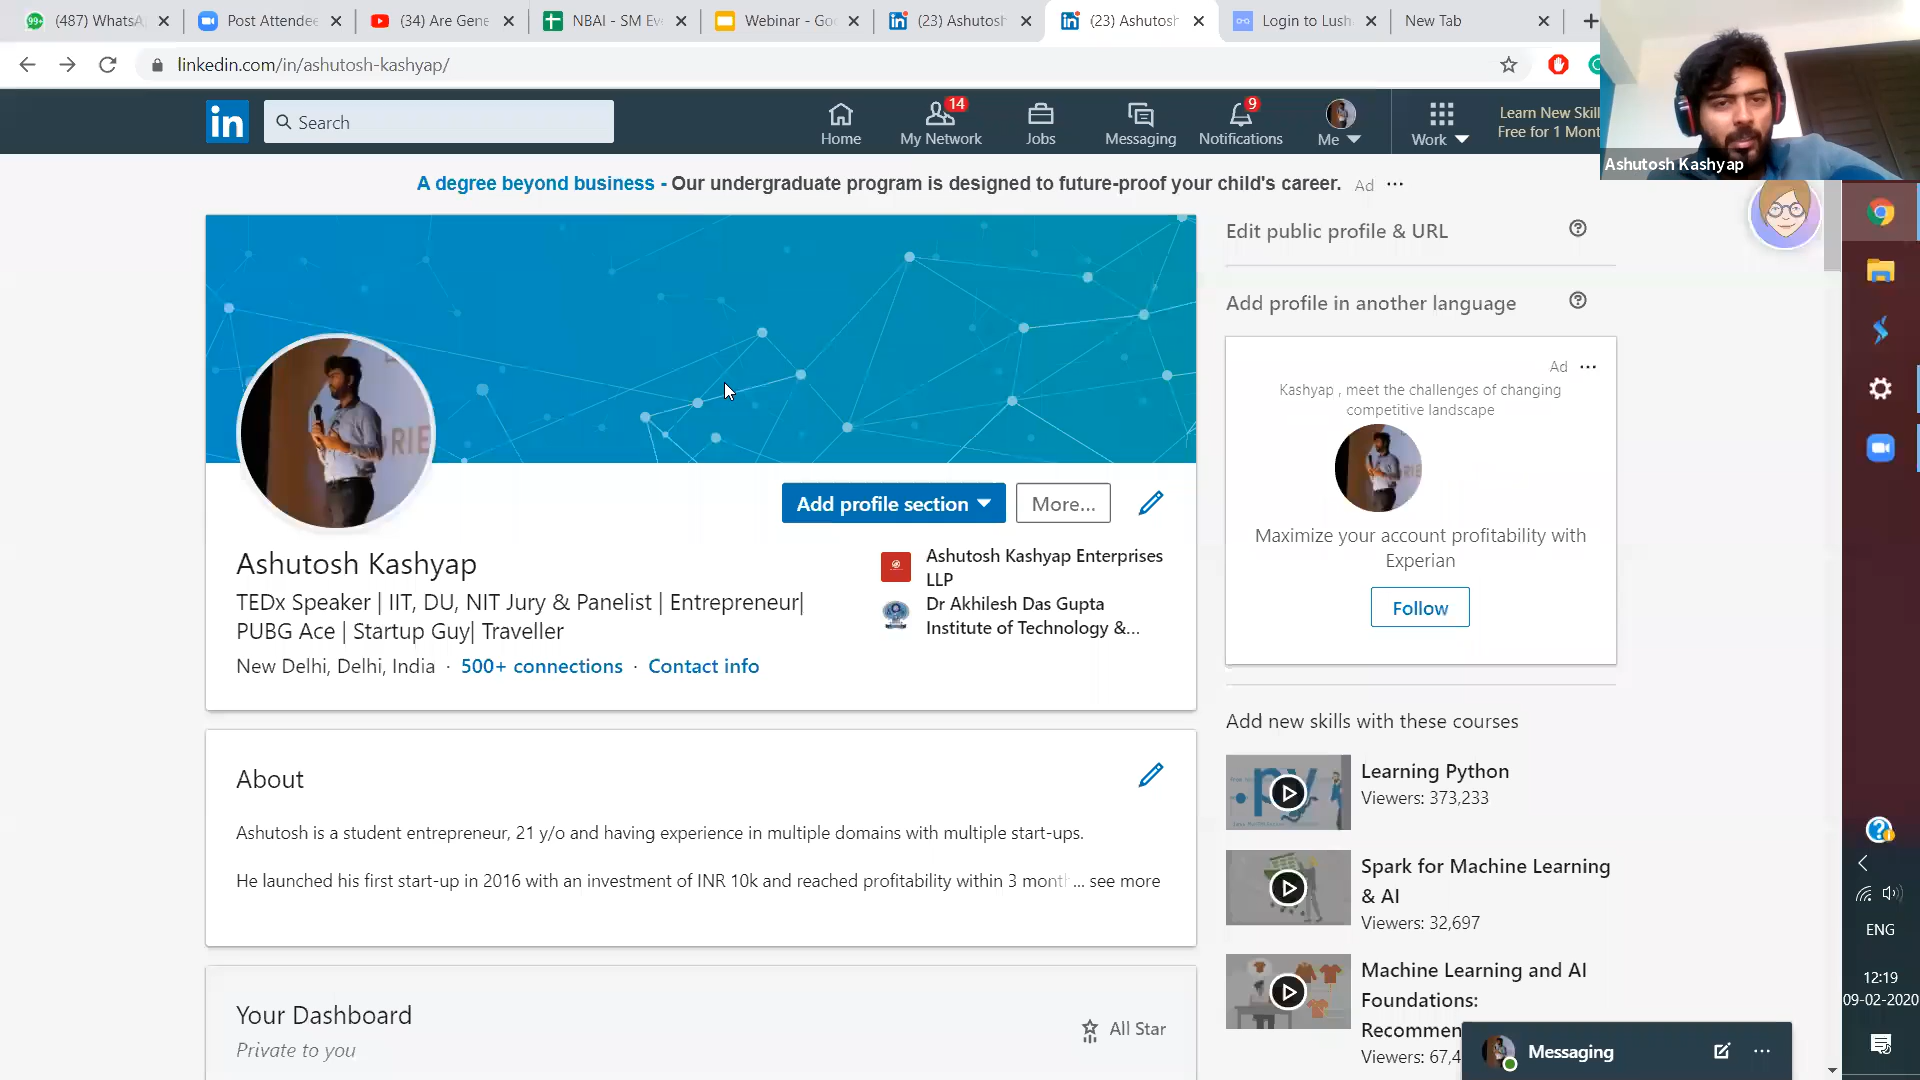 99+ (487) WhatsA
Post Attendee
(34) Are Gene
NBAI - SM Ev
Webinar - Goo
(23) Ashutosh
(23) Ashutosh
Login to Lush
New Tab
linkedin.com/in/ashutosh-kashyap/
in
Search
Home
14
My Network
Jobs
Messaging
9
Notifications
Me
Work
Learn New Skill
Free for 1 Mont
Ashutosh Kashyap
A degree beyond business - Our undergraduate program is designed to future-proof your child's career. Ad
RIE
Add profile section
More...
Ashutosh Kashyap
TEDx Speaker | IIT, DU, NIT Jury & Panelist | Entrepreneur|
PUBG Ace | Startup Guy| Traveller
New Delhi, Delhi, India · 500+ connections · Contact info
Ashutosh Kashyap Enterprises
LLP
Dr Akhilesh Das Gupta
Institute of Technology &...
About
Ashutosh is a student entrepreneur, 21 y/o and having experience in multiple domains with multiple start-ups.
He launched his first start-up in 2016 with an investment of INR 10k and reached profitability within 3 month... see more
Your Dashboard
Private to you
All Star
Edit public profile & URL
Add profile in another language
Ad
Kashyap , meet the challenges of changing
competitive landscape
Maximize your account profitability with
Experian
Follow
Add new skills with these courses
Learning Python
Viewers: 373,233
Spark for Machine Learning
& AI
Viewers: 32,697
Machine Learning and AI
Foundations:
Recommen
Viewers: 67,4
Messaging
ENG
12:19
09-02-2020